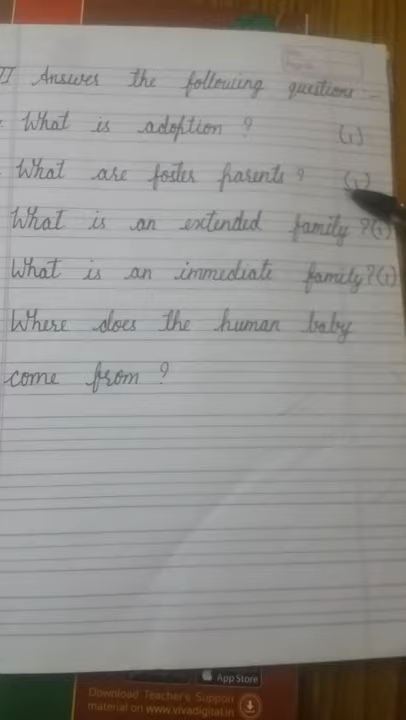 II Answer the following questions :-
What is adoption ? (1)
What are foster parents ? (1)
What is an extended family ? (1)
What is an immediate family? (1)
Where does the human baby
come from ?
App Store
Download Teacher's Support
material on www.vivadigital.in